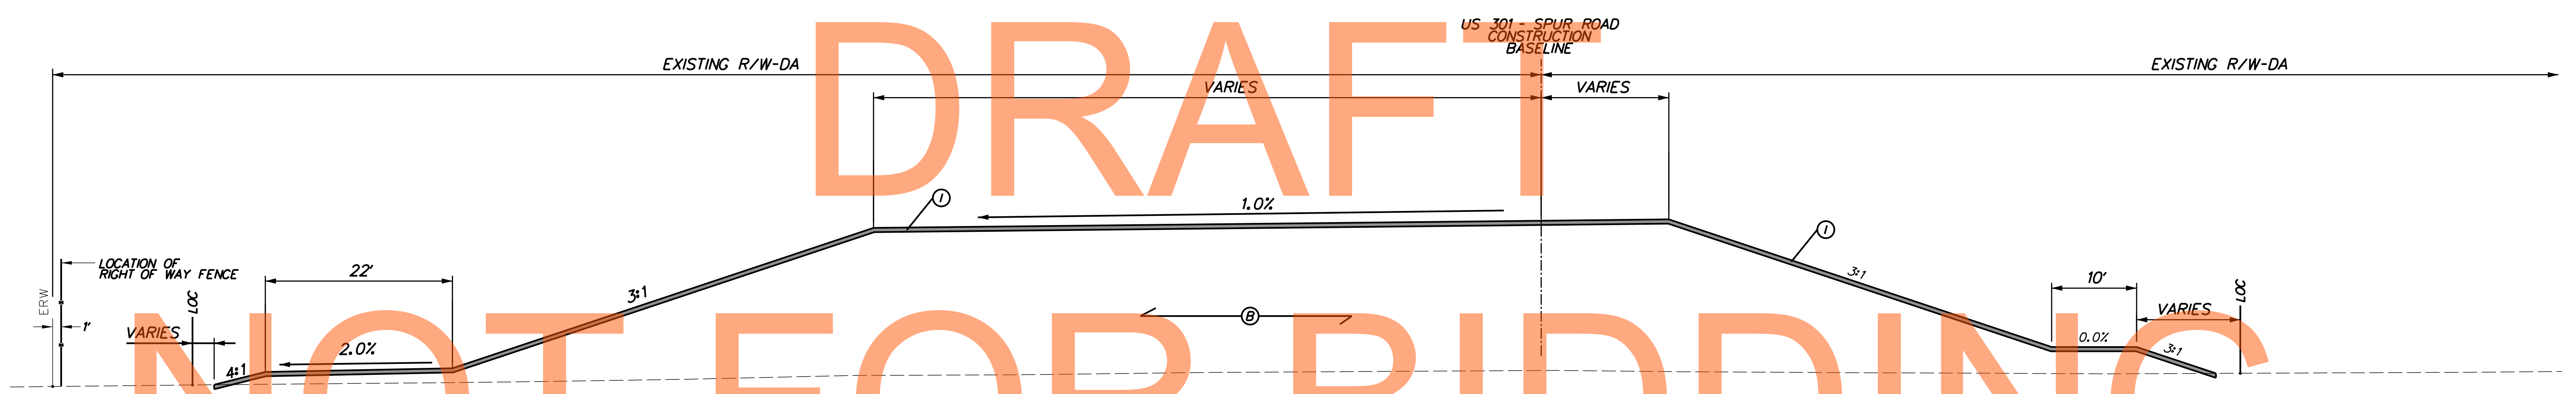 US 301 - SPUR ROAD
CONSTRUCTION
BASELINE
EXISTING R/W-DA
EXISTING R/W-DA
VARIES
VARIES
DRAFT
1
1.0%
1
LOCATION OF
RIGHT OF WAY FENCE
22'
3:1
3:1
10'
ERW
LOC
LOC
1'
VARIES
B
VARIES
2.0%
0.0%
4:1
3:1
NOT FOR BIDDING